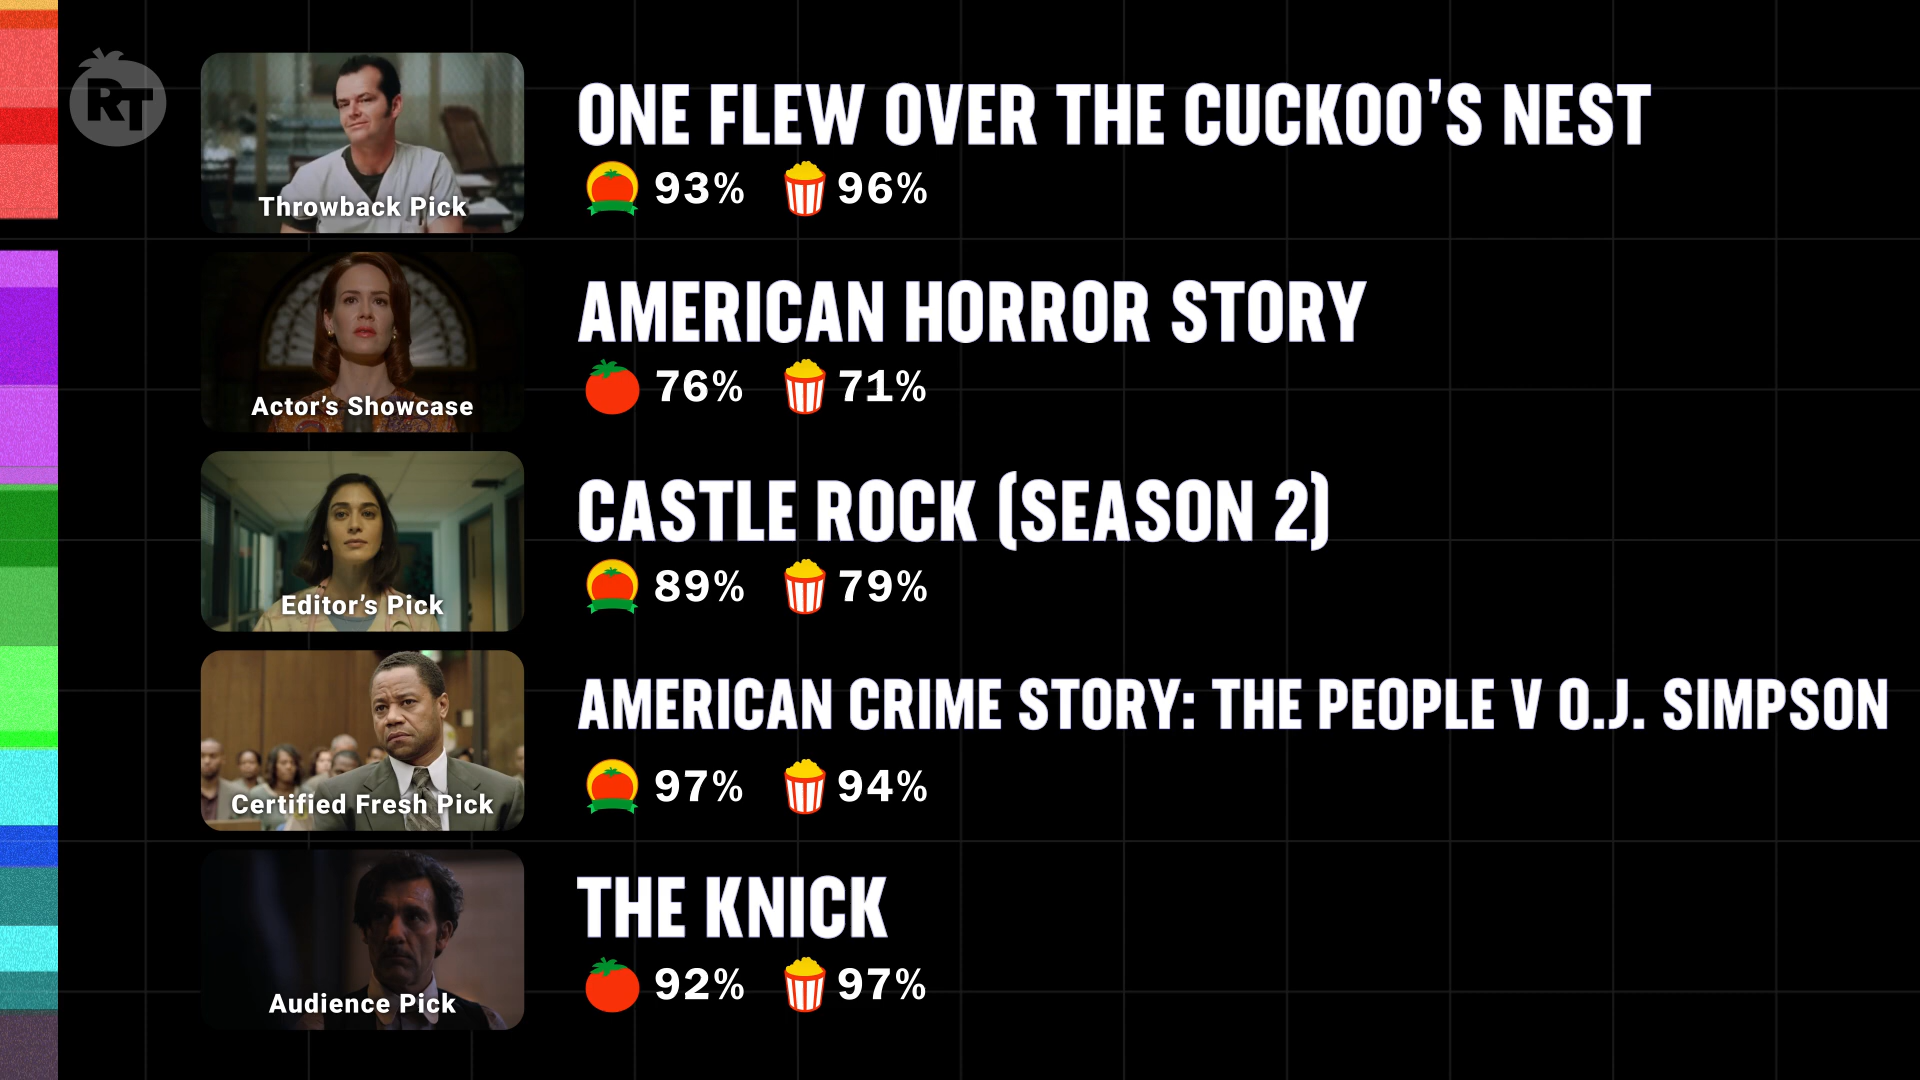 RT
ONE FLEW OVER THE CUCKOO'S NEST
93% 96%
Throwback Pick
AMERICAN HORROR STORY
76% 71%
Actor's Showcase
CASTLE ROCK (SEASON 2)
89% 79%
Editor's Pick
AMERICAN CRIME STORY: THE PEOPLE V O.J. SIMPSON
97% 94%
Certified Fresh Pick
THE KNICK
92% 97%
Audience Pick